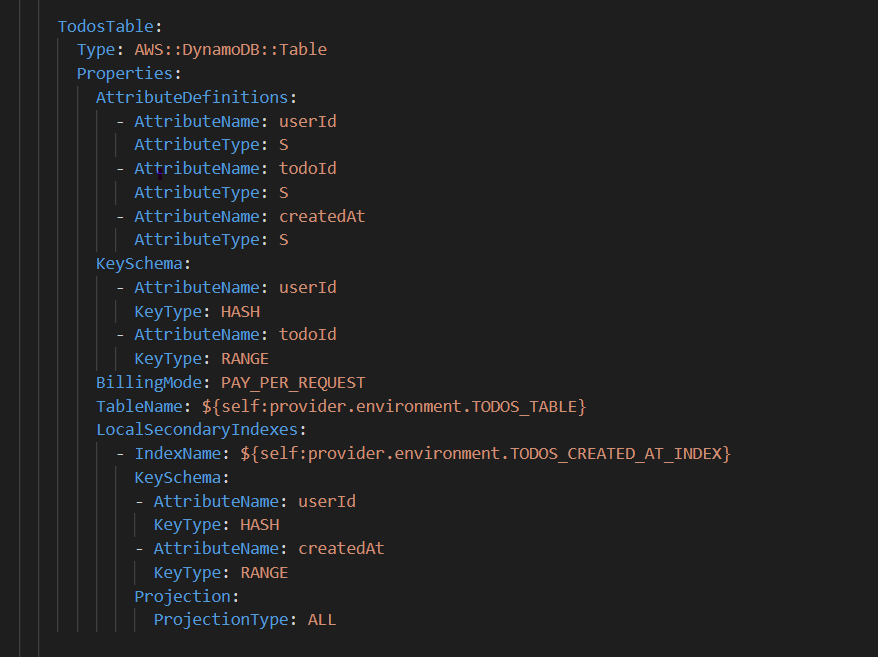 TodosTable:
Type: AWS::DynamoDB::Table
Properties:
AttributeDefinitions:
- AttributeName: userId
AttributeType: S
- AttributeName: todoId
AttributeType: S
- AttributeName: createdAt
AttributeType: S
KeySchema:
- AttributeName: userId
KeyType: HASH
- AttributeName: todoId
KeyType: RANGE
BillingMode: PAY_PER_REQUEST
TableName: ${self:provider.environment.TODOS_TABLE}
LocalSecondaryIndexes:
- IndexName: ${self:provider.environment.TODOS_CREATED_AT_INDEX}
KeySchema:
- AttributeName: userId
KeyType: HASH
- AttributeName: createdAt
KeyType: RANGE
Projection:
ProjectionType: ALL